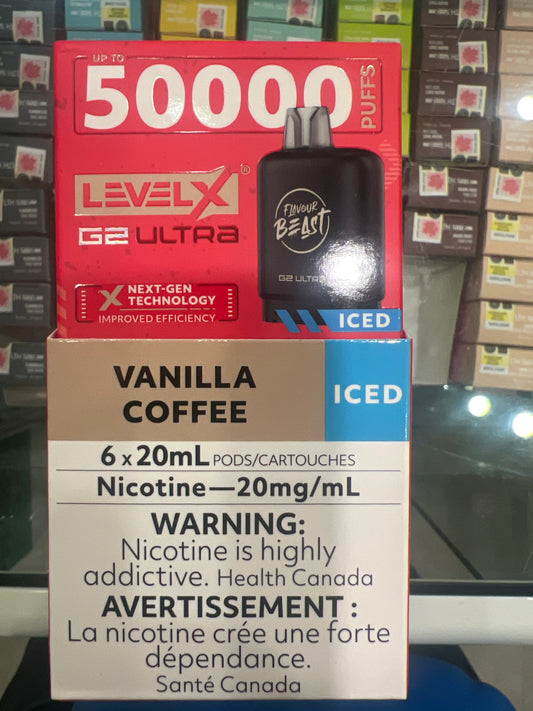 UP TO
50000
PUFFS
LEVELX®
G2 ULTRA
FLAVOUR
BEAST
G2 ULTRA
X NEXT-GEN
TECHNOLOGY
IMPROVED EFFICIENCY
ICED
VANILLA
COFFEE
ICED
6 x 20mL PODS/CARTOUCHES
Nicotine—20mg/mL
WARNING:
Nicotine is highly
addictive. Health Canada
AVERTISSEMENT :
La nicotine crée une forte
dépendance.
Santé Canada